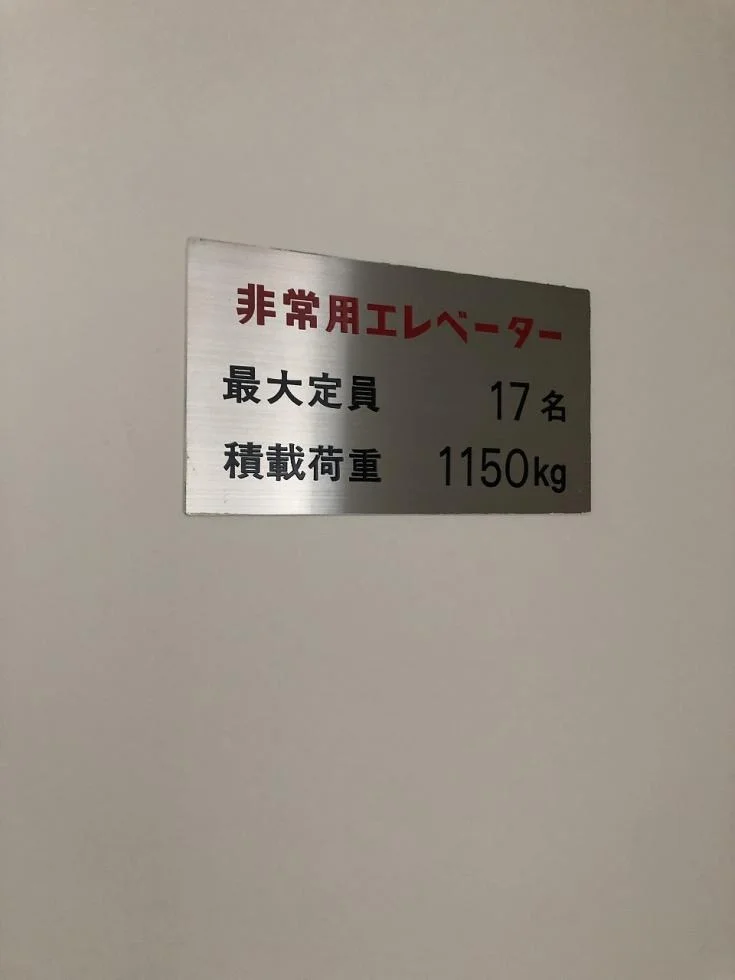 非常用エレベーター
最大定員 17名
積載荷重 1150kg